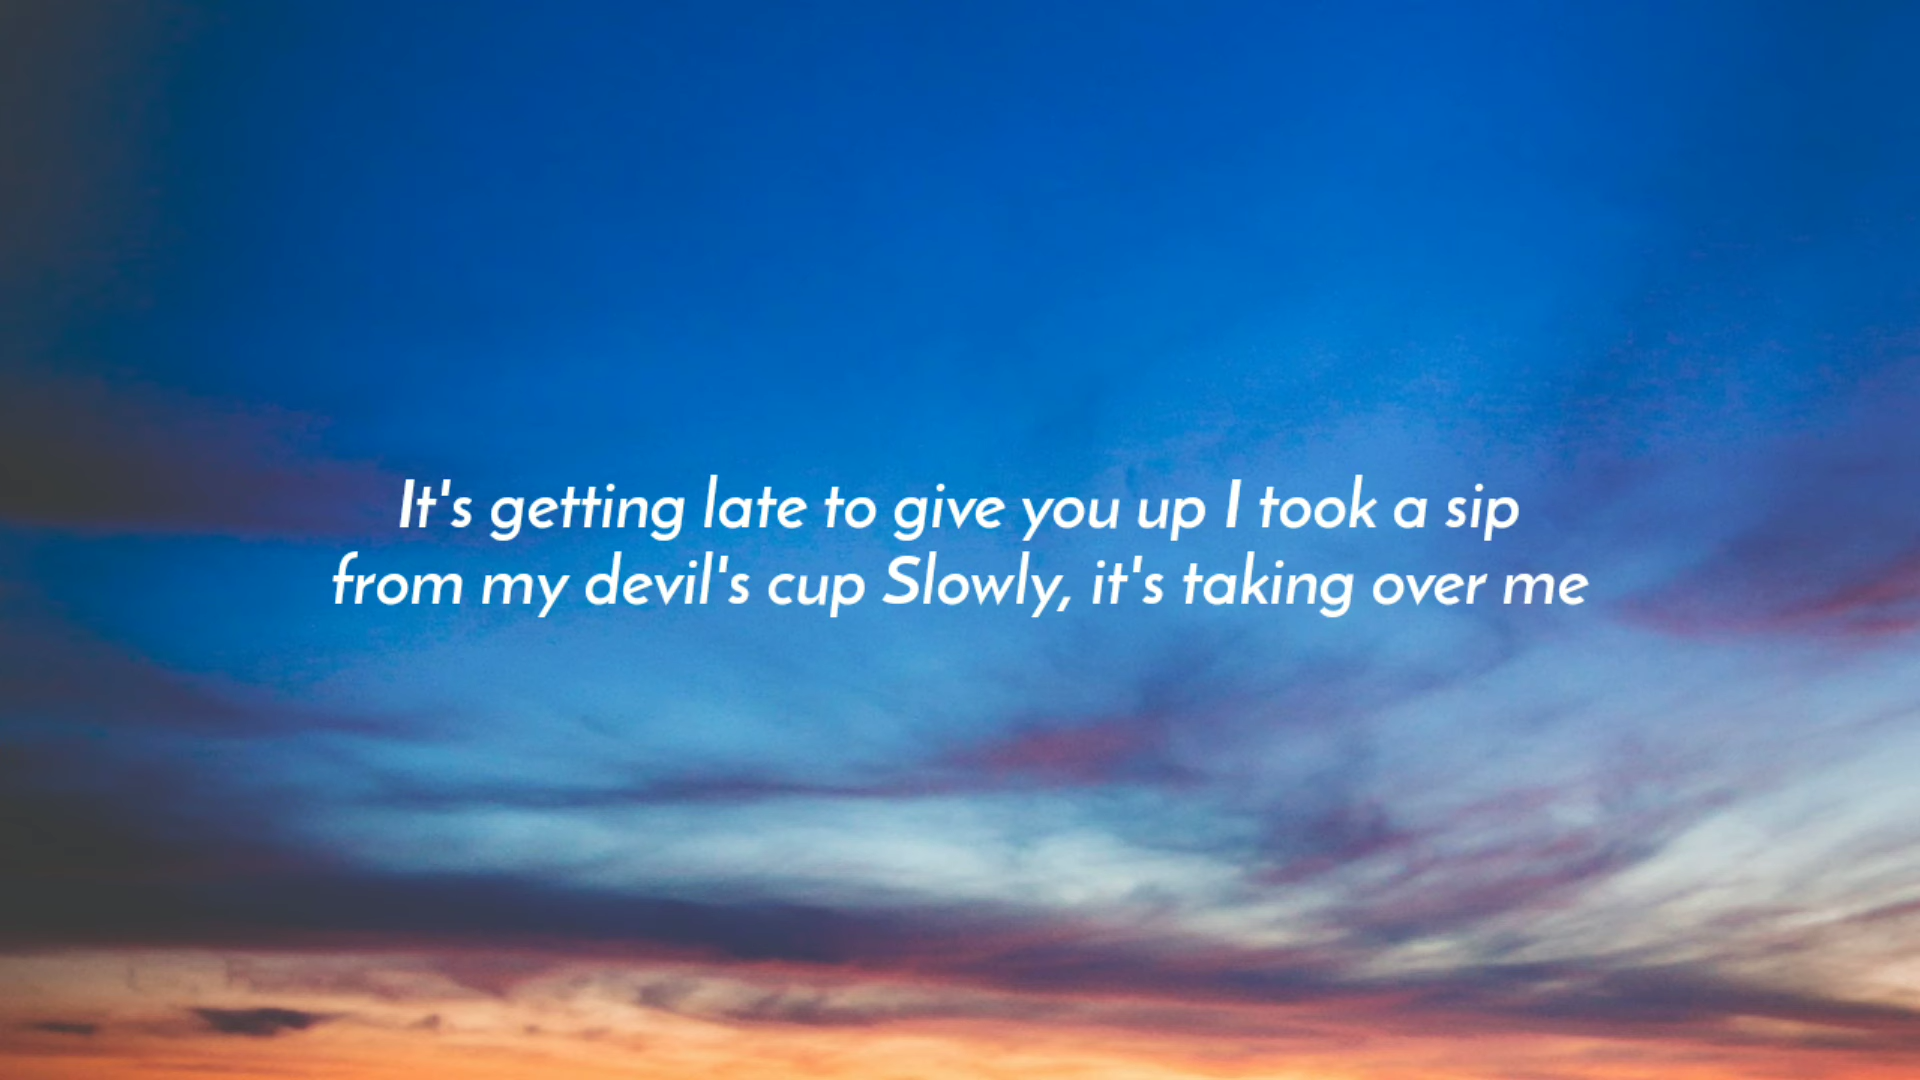 It's getting late to give you up I took a sip
from my devil's cup Slowly, it's taking over me